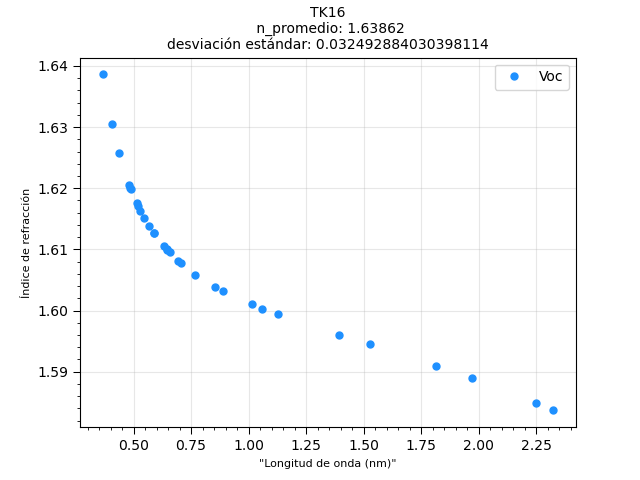 TK16
n_promedio: 1.63862
desviación estándar: 0.032492884030398114
Voc
1.64
1.63
1.62
1.61
1.60
1.59
Índice de refracción
0.50 0.75 1.00 1.25 1.50 1.75 2.00 2.25
"Longitud de onda (nm)"